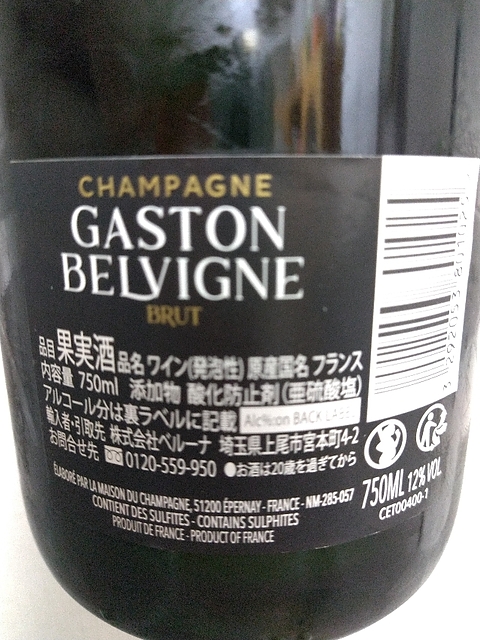 CHAMPAGNE
GASTON
BELVIGNE
BRUT
品目 果実酒 品名 ワイン(発泡性) 原産国名 フランス
内容量 750ml 添加物 酸化防止剤(亜硫酸塩)
アルコール分は裏ラベルに記載 Alc%:on BACK LABEL
輸入者・引取先 株式会社ベルーナ 埼玉県上尾市宮本町4-2
お問合せ先 0120-559-950 ●お酒は20歳を過ぎてから
ÉLABORÉ PAR LA MAISON DU CHAMPAGNE, 51200 ÉPERNAY - FRANCE - NM-285-057
CONTIENT DES SULFITES - CONTAINS SULPHITES
PRODUIT DE FRANCE - PRODUCT OF FRANCE
750ML 12% VOL
CET00400-1